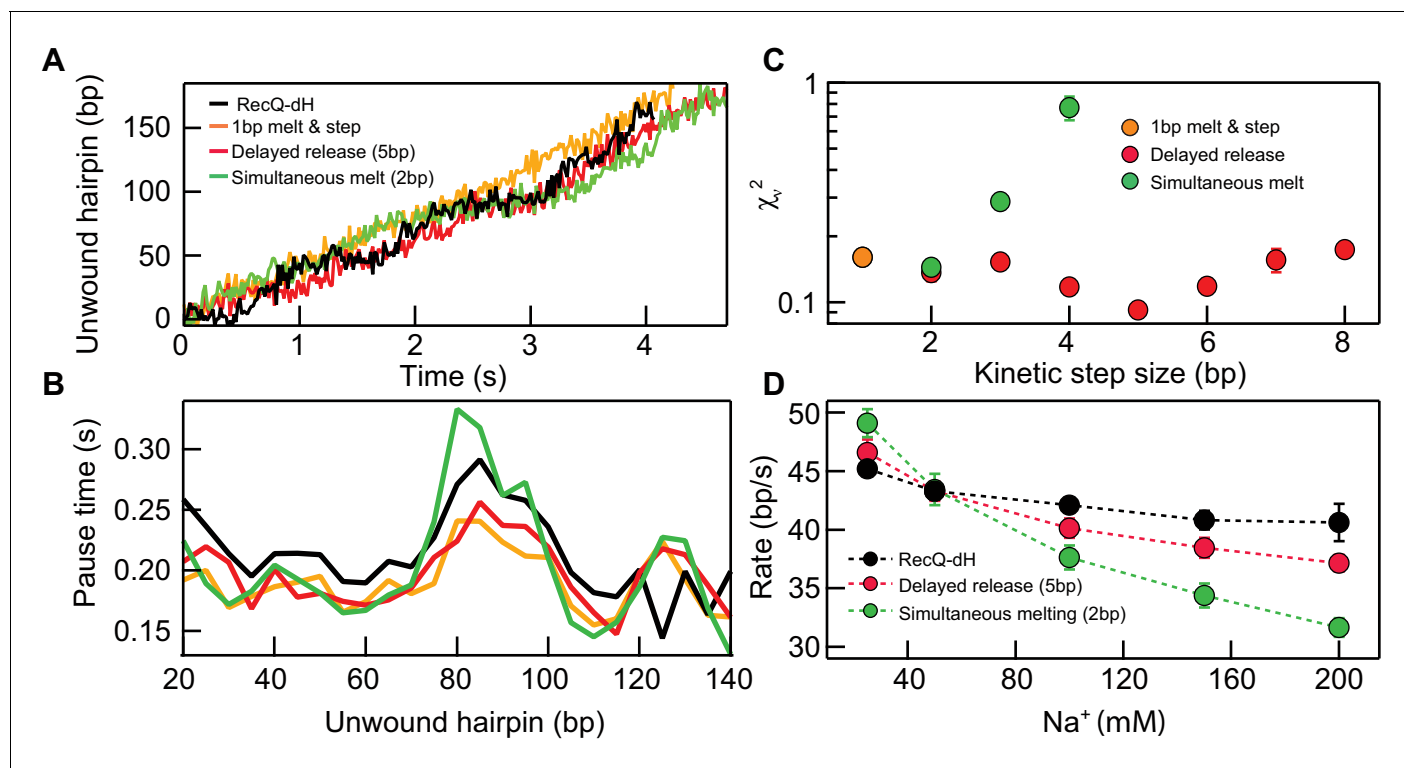 A
Unwound hairpin (bp)
150
100
50
0
RecQ-dH
1bp melt & step
Delayed release (5bp)
Simultaneous melt (2bp)
0 1 2 3 4
Time (s)
B
Pause time (s)
0.30
0.25
0.20
0.15
20 40 60 80 100 120 140
Unwound hairpin (bp)
C
χν2
1
0.1
1bp melt & step
Delayed release
Simultaneous melt
2 4 6 8
Kinetic step size (bp)
D
Rate (bp/s)
50
45
40
35
30
RecQ-dH
Delayed release (5bp)
Simultaneous melting (2bp)
40 80 120 160 200
Na+ (mM)